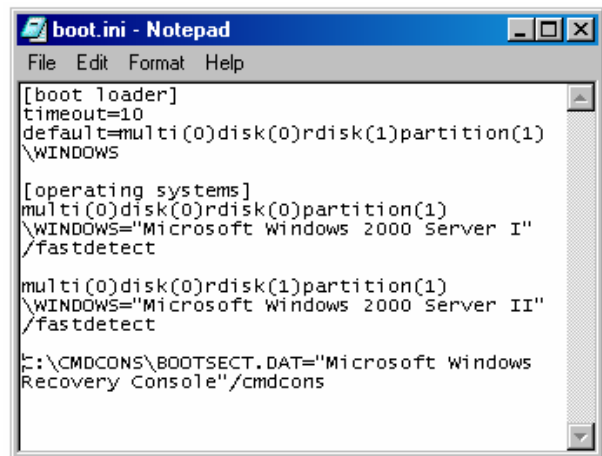 boot.ini - Notepad
File Edit Format Help
[boot loader]
timeout=10
default=multi(0)disk(0)rdisk(1)partition(1)
\WINDOWS
[operating systems]
multi(0)disk(0)rdisk(0)partition(1)
\WINDOWS="Microsoft Windows 2000 Server I"
/fastdetect
multi(0)disk(0)rdisk(1)partition(1)
\WINDOWS="Microsoft Windows 2000 Server II"
/fastdetect
C:\CMDCONS\BOOTSECT.DAT="Microsoft Windows
Recovery Console"/cmdcons